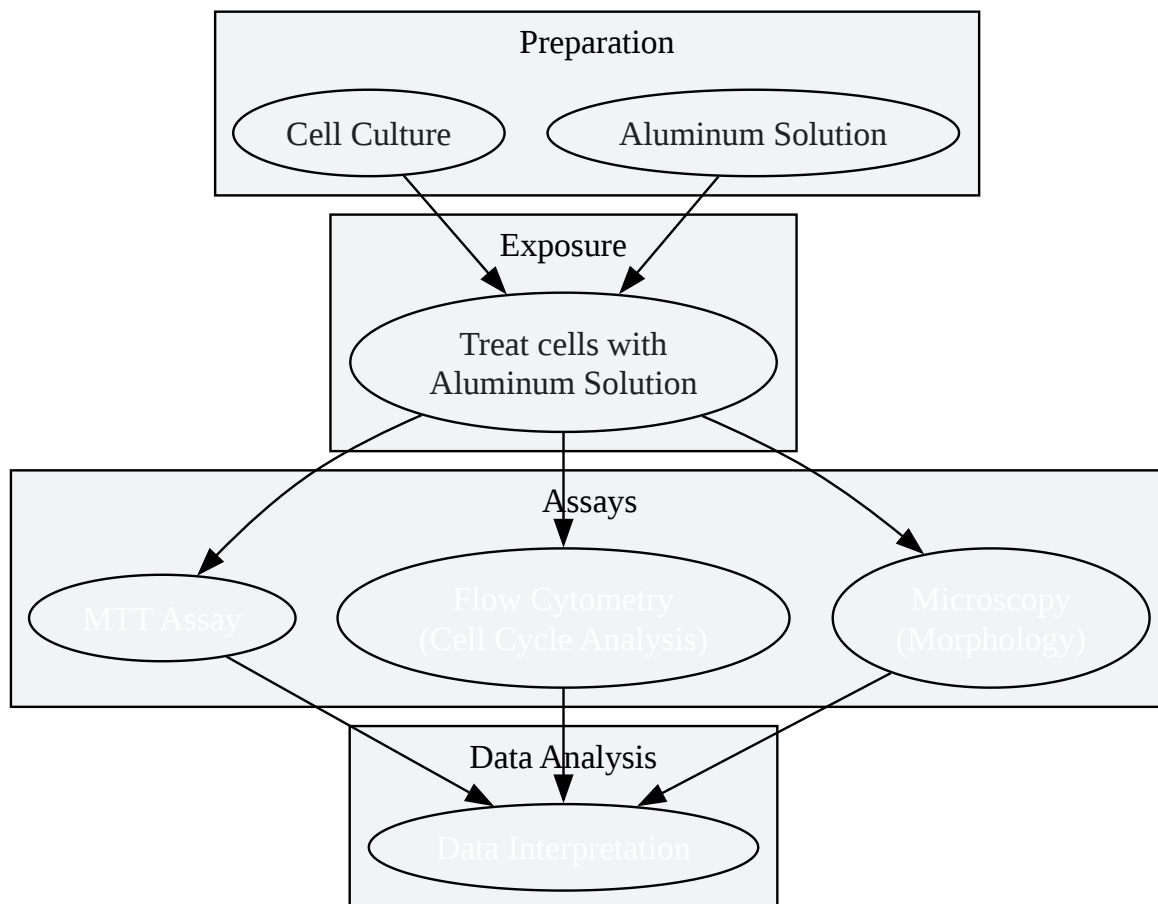 Preparation
Cell Culture
Aluminum Solution
Exposure
Treat cells with
Aluminum Solution
Assays
MTT Assay
Flow Cytometry
(Cell Cycle Analysis)
Microscopy
(Morphology)
Data Analysis
Data Interpretation